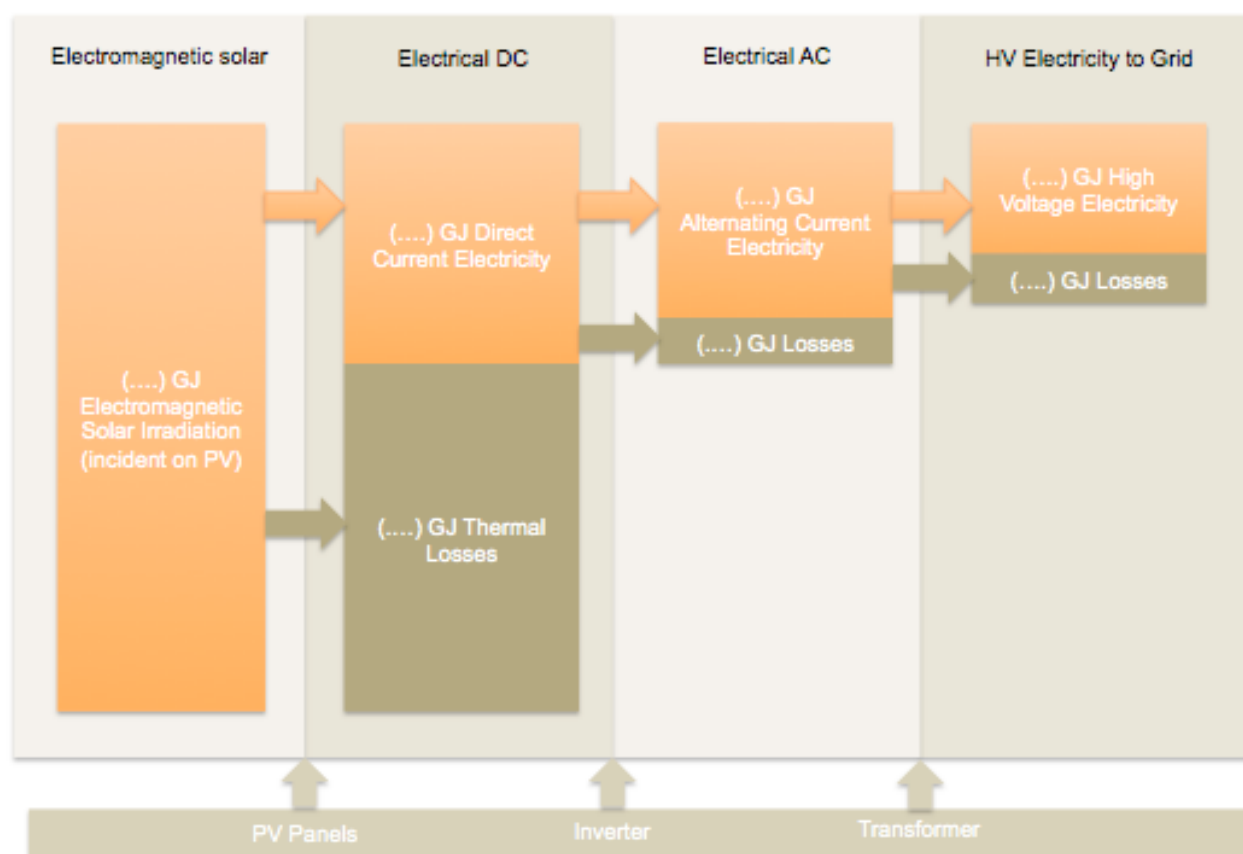 Electromagnetic solar
Electrical DC
Electrical AC
HV Electricity to Grid
(....) GJ
Electromagnetic
Solar Irradiation
(incident on PV)
(....) GJ Direct
Current Electricity
(....) GJ Thermal
Losses
(....) GJ
Alternating Current
Electricity
(....) GJ Losses
(....) GJ High
Voltage Electricity
(....) GJ Losses
PV Panels
Inverter
Transformer